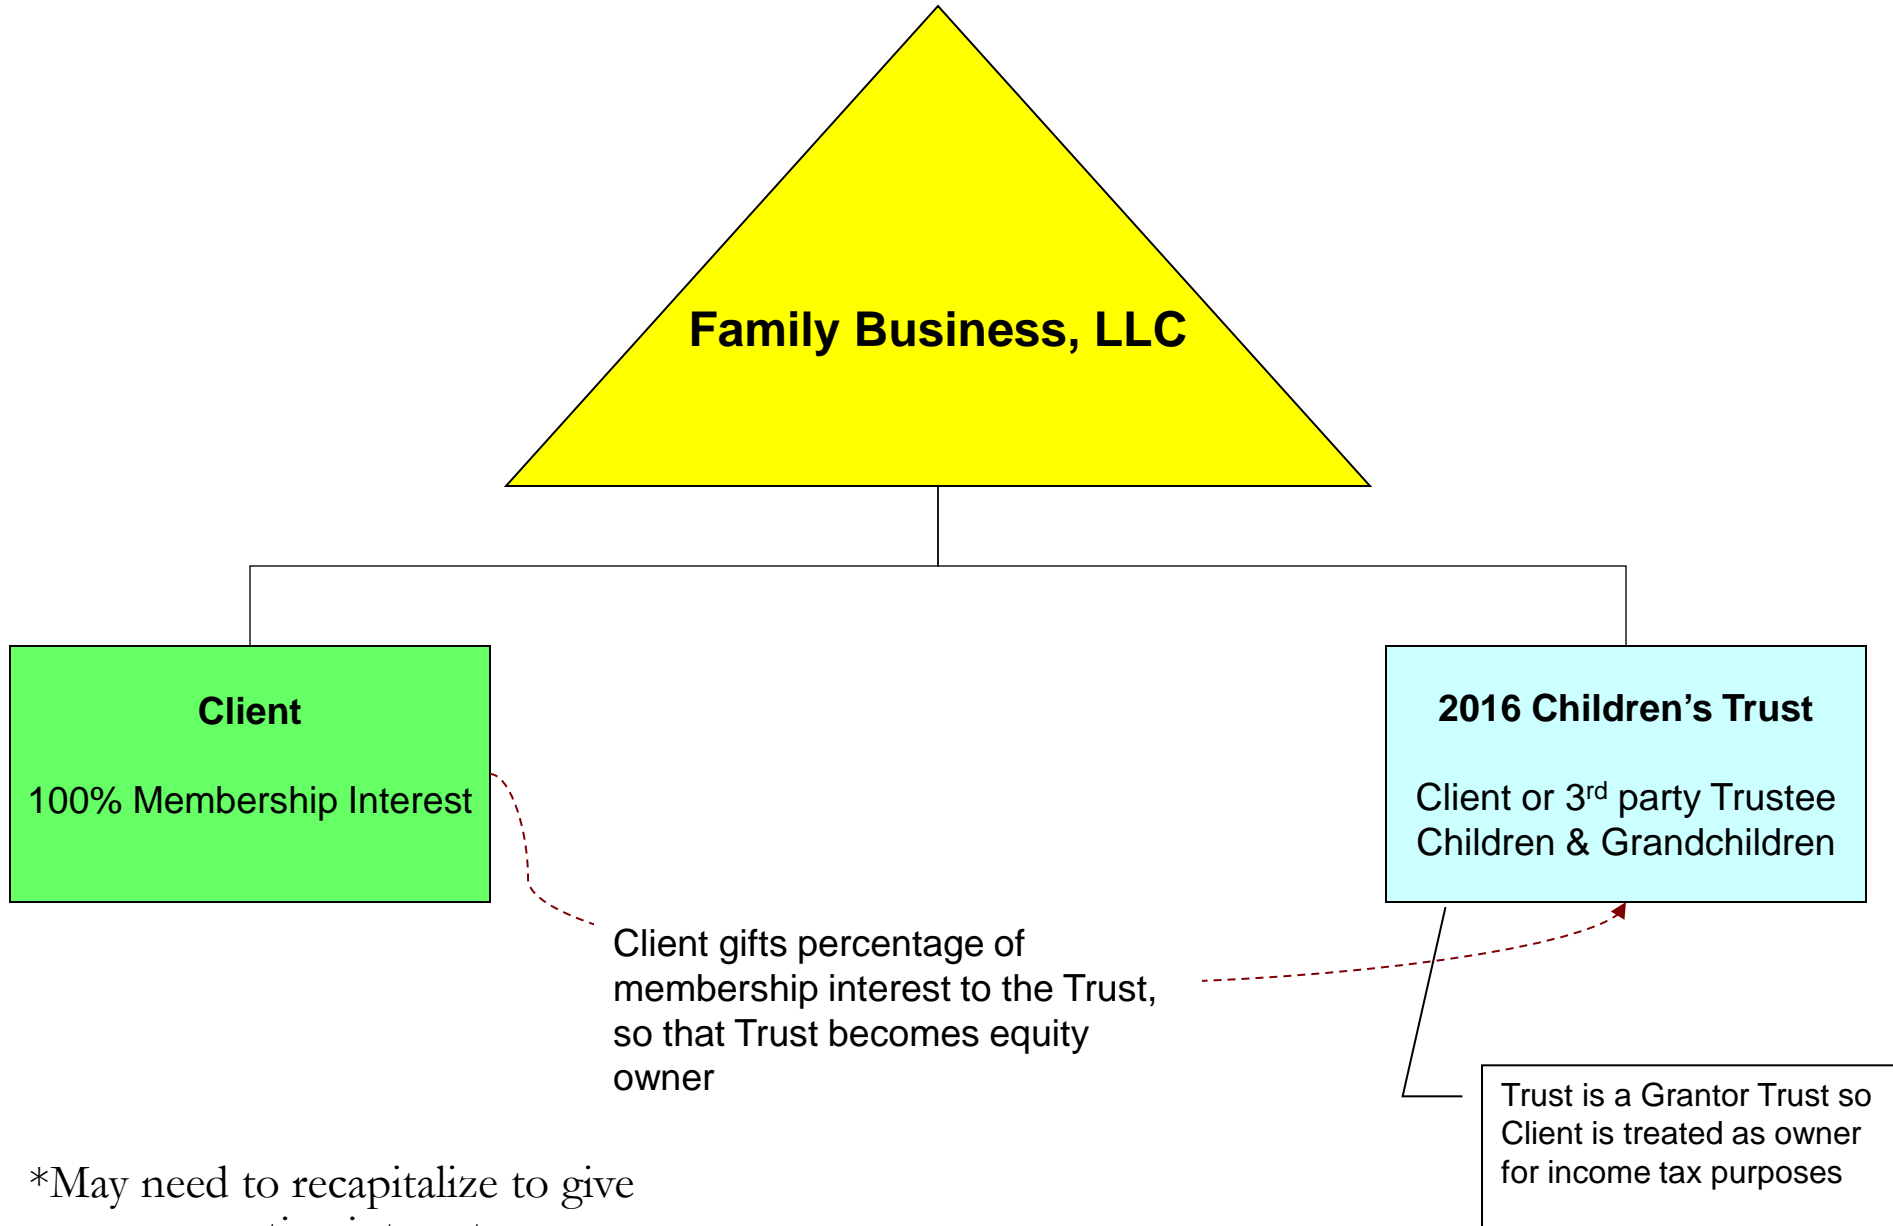 Family Business, LLC
Client
100% Membership Interest
2016 Children’s Trust
Client or 3rd party Trustee
Children & Grandchildren
Client gifts percentage of
membership interest to the Trust,
so that Trust becomes equity
owner
Trust is a Grantor Trust so
Client is treated as owner
for income tax purposes
*May need to recapitalize to give